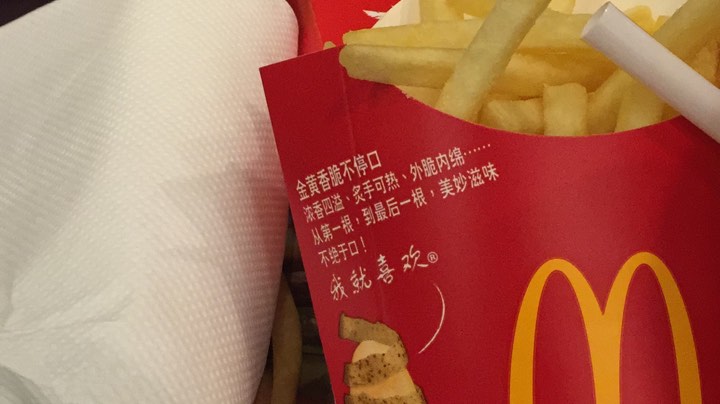 金黄香脆不停口
浓香四溢、炙手可热、外脆内绵……
从第一根，到最后一根，美妙滋味
不绝于口！
我就喜欢®